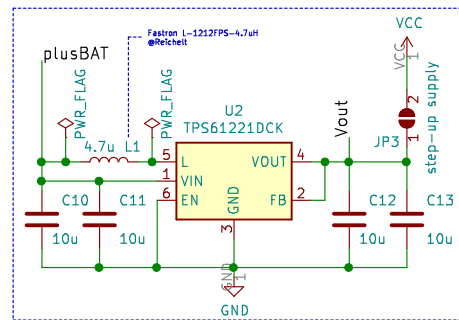 Fastron L-1212FPS-4.7uH
@Reichelt
VCC
VCC
1
plusBAT
PWR_FLAG
PWR_FLAG
4.7u L1
U2
TPS61221DCK
Vout
2
JP3
1
step-up supply
5 L
1 VIN
6 EN
VOUT 4
FB 2
GND
3
C10
10u
C11
10u
C12
10u
C13
10u
GND
1
GND